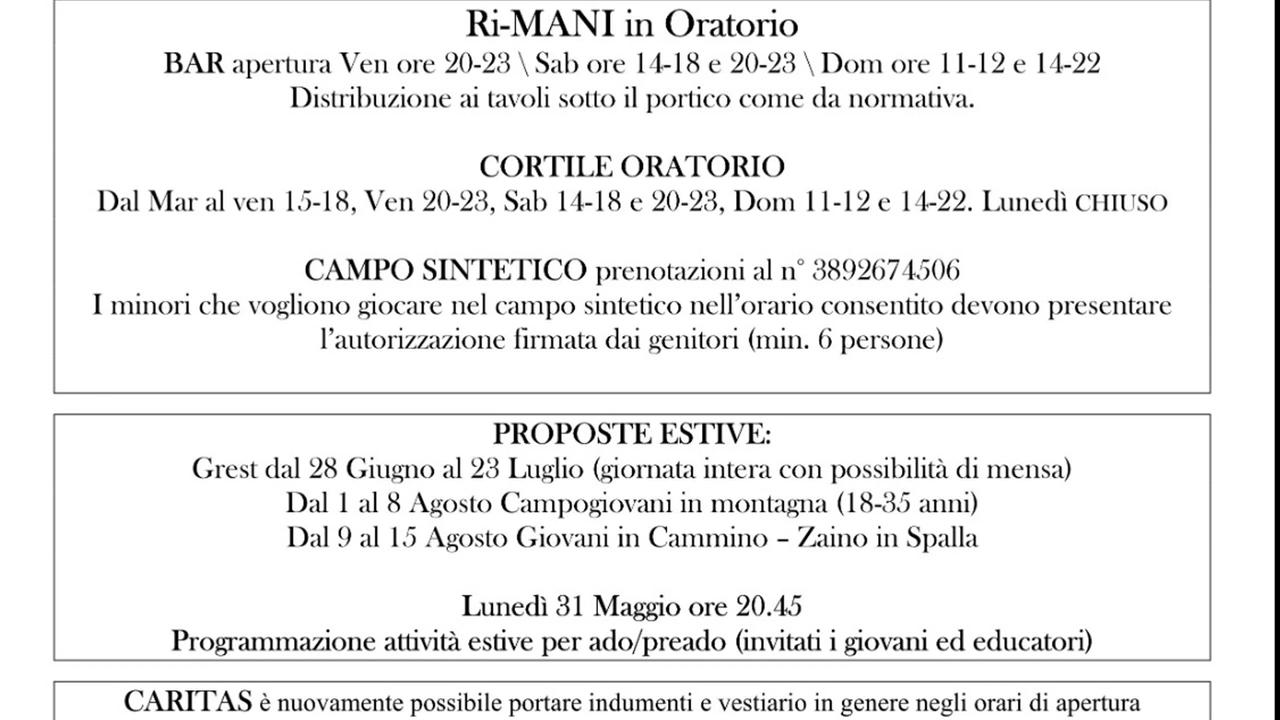 Ri-MANI in Oratorio
BAR apertura Ven ore 20-23 \ Sab ore 14-18 e 20-23 \ Dom ore 11-12 e 14-22
Distribuzione ai tavoli sotto il portico come da normativa.
CORTILE ORATORIO
Dal Mar al ven 15-18, Ven 20-23, Sab 14-18 e 20-23, Dom 11-12 e 14-22. Lunedì CHIUSO
CAMPO SINTETICO prenotazioni al n° 3892674506
I minori che vogliono giocare nel campo sintetico nell'orario consentito devono presentare
l'autorizzazione firmata dai genitori (min. 6 persone)
PROPOSTE ESTIVE:
Grest dal 28 Giugno al 23 Luglio (giornata intera con possibilità di mensa)
Dal 1 al 8 Agosto Campogiovani in montagna (18-35 anni)
Dal 9 al 15 Agosto Giovani in Cammino – Zaino in Spalla
Lunedì 31 Maggio ore 20.45
Programmazione attività estive per ado/preado (invitati i giovani ed educatori)
CARITAS è nuovamente possibile portare indumenti e vestiario in genere negli orari di apertura